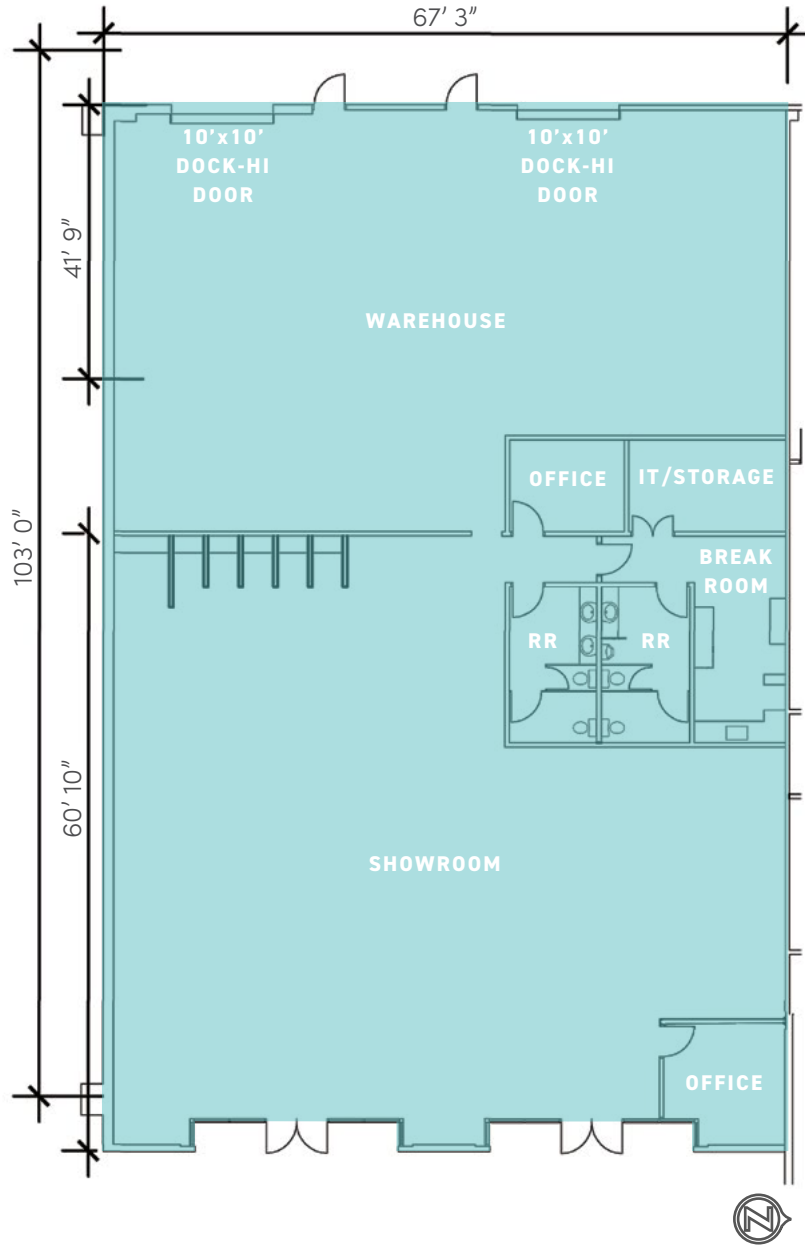 67' 3"
10'x10'
DOCK-HI
DOOR
10'x10'
DOCK-HI
DOOR
41' 9"
WAREHOUSE
OFFICE
IT/STORAGE
103' 0"
BREAK
ROOM
RR
RR
60' 10"
SHOWROOM
OFFICE
N